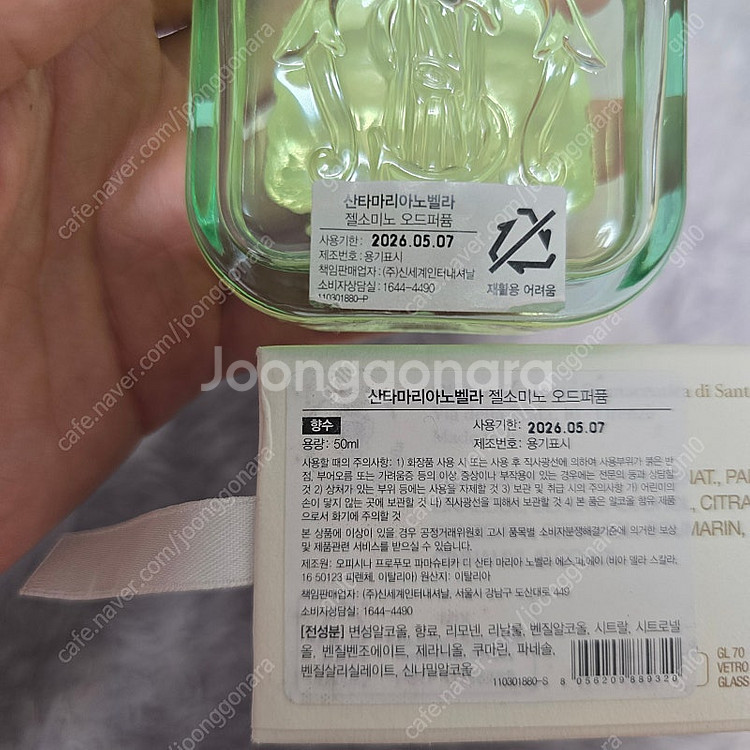 산타마리아노벨라
젤소미노 오드퍼퓸
사용기한: 2026.05.07
제조번호: 용기표시
책임판매업자: (주)신세계인터내셔날
소비자상담실: 1644-4490
110301880-P
재활용 어려움
Joonggonara
di Sant
산타마리아노벨라 젤소미노 오드퍼퓸
향수
사용기한: 2026.05.07
용량: 50ml
제조번호: 용기표시
사용할 때의 주의사항: 1) 화장품 사용 시 또는 사용 후 직사광선에 의하여 사용부위가 붉은 반
점, 부어오름 또는 가려움증 등의 이상 증상이나 부작용이 있는 경우에는 전문의 등과 상담할
것 2) 상처가 있는 부위 등에는 사용을 자제할 것 3) 보관 및 취급 시의 주의사항 가) 어린이의
손이 닿지 않는 곳에 보관할 것 나) 직사광선을 피해서 보관할 것 4) 본 품은 알코올 함유 제품
으로서 화기에 주의할 것
본 상품에 이상이 있을 경우 공정거래위원회 고시 품목별 소비자분쟁해결기준에 의거한 보상
및 제품관련 서비스를 받으실 수 있습니다.
제조원: 오피시나 프로푸모 파마슈티카 디 산타 마리아 노벨라 에스.파.에이 (비아 델라 스칼라,
16 50123 피렌체, 이탈리아) 원산지: 이탈리아
책임판매업자: (주)신세계인터내셔날, 서울시 강남구 도산대로 449
소비자상담실: 1644-4490
[전성분] 변성알코올, 향료, 리모넨, 리날룰, 벤질알코올, 시트랄, 시트로넬
올, 벤질벤조에이트, 제라니올, 쿠마린, 파네솔,
벤질살리실레이트, 신나밀알코올
110301880-S 8 056209 889320
NAT., PA
, CITRA
MARIN,
GL 70
VETRO
GLASS
cafe.naver.com/joonggonara
gnl0